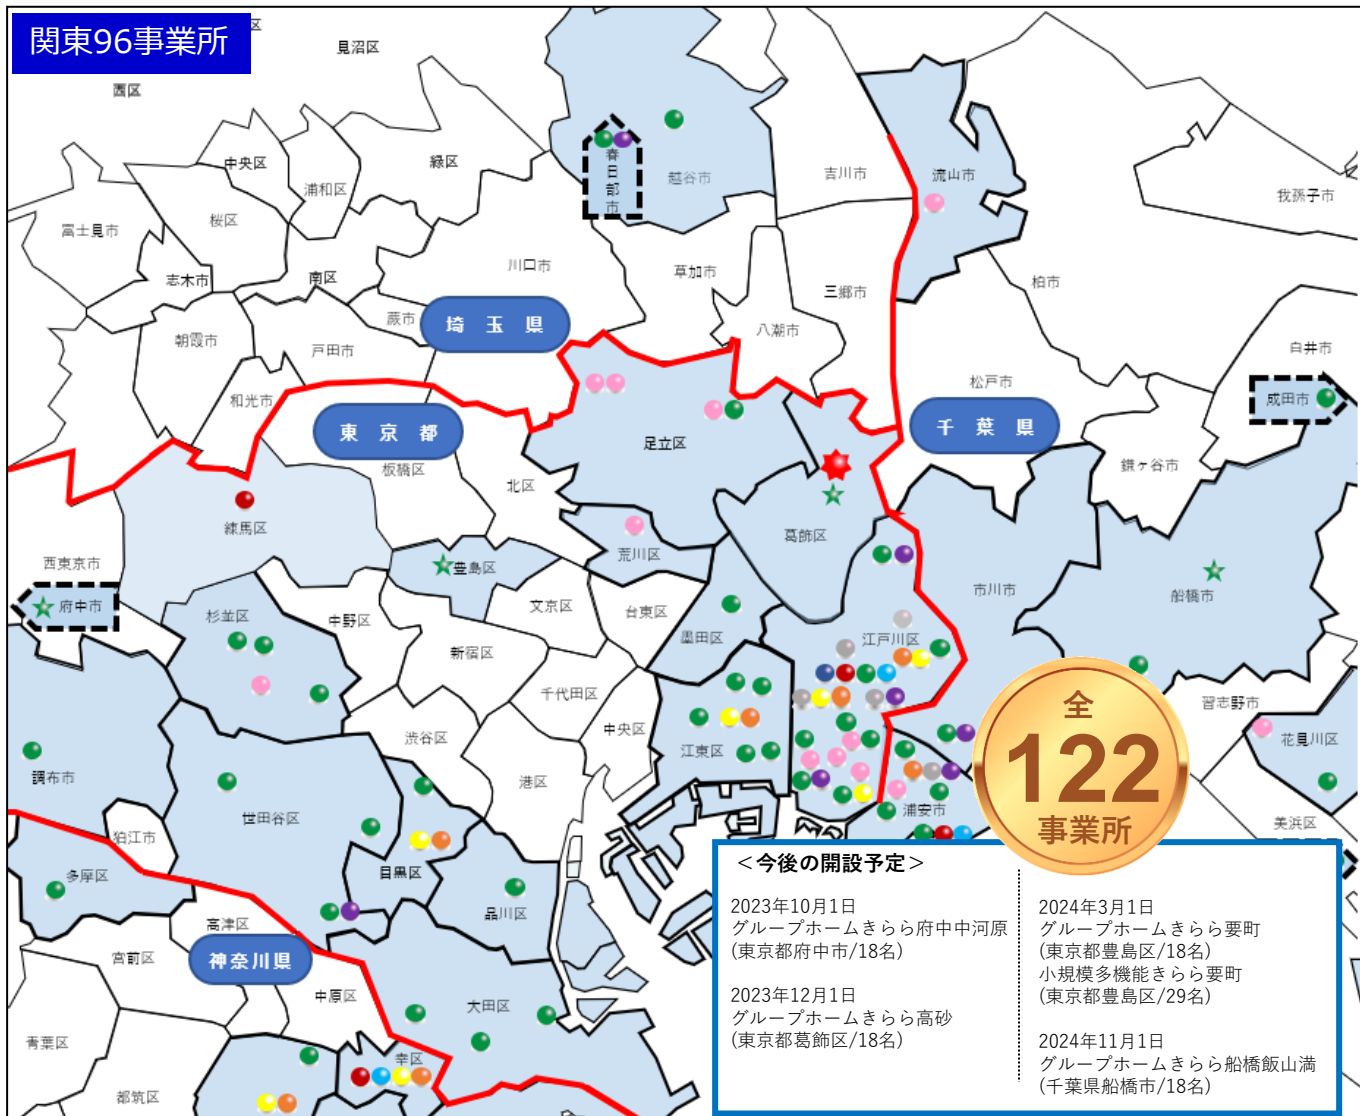 関東96事業所
区
見沼区
西区
中央区
浦和区
緑区
桜区
富士見市
志木市
南区
川口市
蕨市
朝霞市
戸田市
和光市
春日部市
越谷市
吉川市
流山市
我孫子市
草加市
三郷市
八潮市
柏市
白井市
松戸市
成田市
鎌ヶ谷市
埼玉県
東京都
千葉県
板橋区
北区
足立区
練馬区
西東京市
府中市
豊島区
荒川区
葛飾区
市川市
船橋市
杉並区
中野区
文京区
台東区
墨田区
江戸川区
新宿区
千代田区
中央区
渋谷区
港区
江東区
習志野市
花見川区
美浜区
浦安市
調布市
狛江市
世田谷区
目黒区
品川区
多摩区
高津区
宮前区
神奈川県
中原区
大田区
青葉区
都筑区
幸区
全
122
事業所
＜今後の開設予定＞
2023年10月1日
グループホームきらら府中中河原
(東京都府中市/18名)
2023年12月1日
グループホームきらら高砂
(東京都葛飾区/18名)
2024年3月1日
グループホームきらら要町
(東京都豊島区/18名)
小規模多機能きらら要町
(東京都豊島区/29名)
2024年11月1日
グループホームきらら船橋飯山満
(千葉県船橋市/18名)